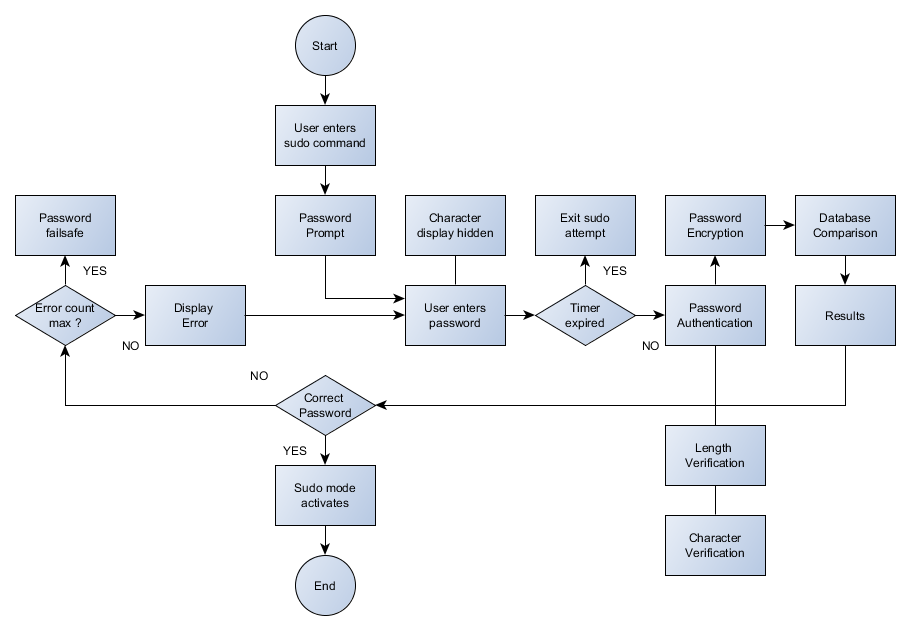 Start
User enters
sudo command
Password
failsafe
Password
Prompt
Character
display hidden
Exit sudo
attempt
Password
Encryption
Database
Comparison
YES
YES
Error count
max ?
Display
Error
User enters
password
Timer
expired
Password
Authentication
Results
NO
NO
NO
Correct
Password
YES
Length
Verification
Sudo mode
activates
Character
Verification
End